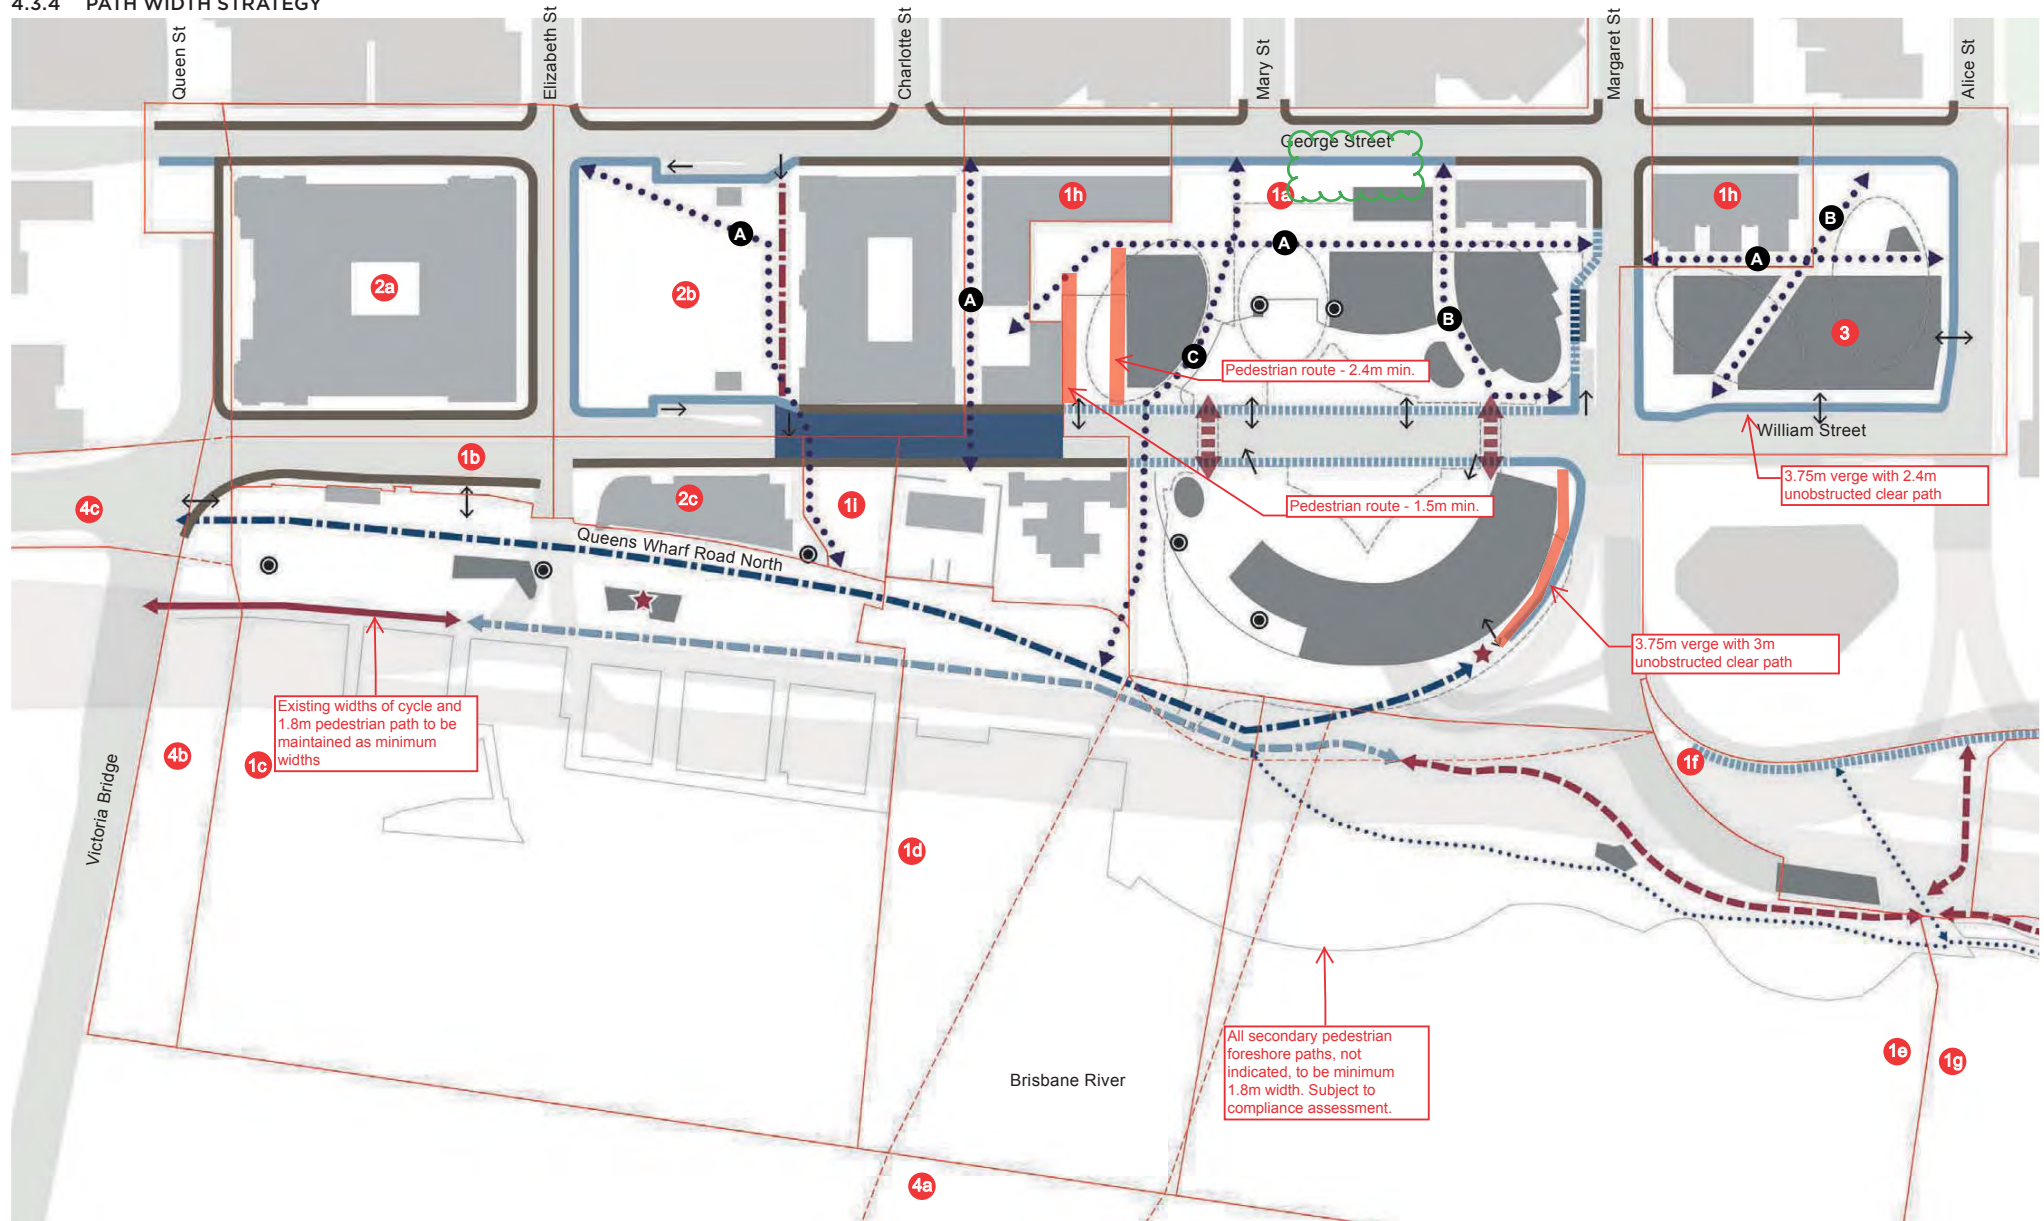 4.3.4 PATH WIDTH STRATEGY
Queen St
Elizabeth St
Charlotte St
Mary St
Margaret St
Alice St
George Street
1h
1a
1h
A
B
A
A
2a
2b
A
B
3
C
Pedestrian route - 2.4m min.
William Street
1b
3.75m verge with 2.4m
unobstructed clear path
4c
2c
1i
Pedestrian route - 1.5m min.
Queens Wharf Road North
3.75m verge with 3m
unobstructed clear path
Existing widths of cycle and
1.8m pedestrian path to be
maintained as minimum
widths
Victoria Bridge
4b
1c
1f
1d
All secondary pedestrian
foreshore paths, not
indicated, to be minimum
1.8m width. Subject to
compliance assessment.
Brisbane River
1e
1g
4a